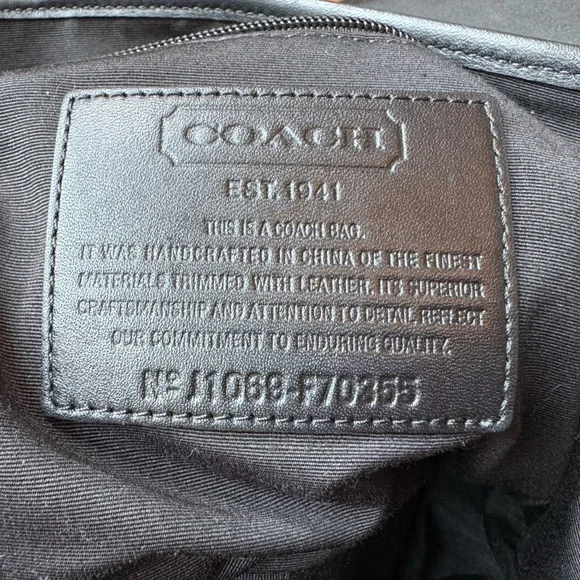 COACH
EST. 1941
THIS IS A COACH BAG.
IT WAS HANDCRAFTED IN CHINA OF THE FINEST
MATERIALS TRIMMED WITH LEATHER. ITS SUPERIOR
CRAFTSMANSHIP AND ATTENTION TO DETAIL REFLECT
OUR COMMITMENT TO ENDURING QUALITY.
Nº J1069-F70355